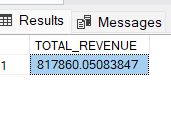 Results Messages
TOTAL_REVENUE
1 817860.05083847